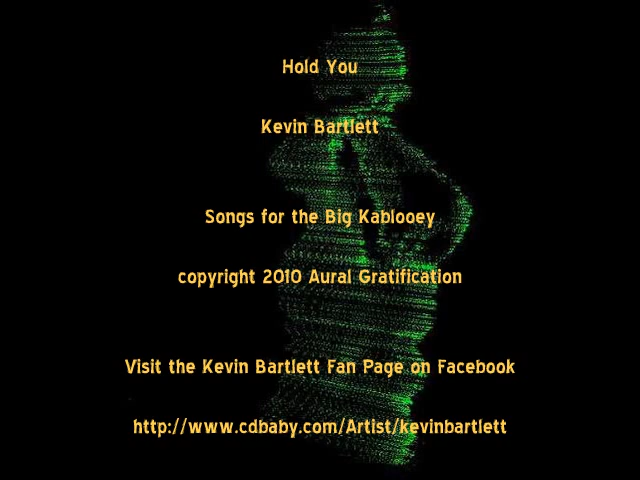 Hold You
Kevin Bartlett
Songs for the Big Kablooey
copyright 2010 Aural Gratification
Visit the Kevin Bartlett Fan Page on Facebook
http://www.cdbaby.com/Artist/kevinbartlett